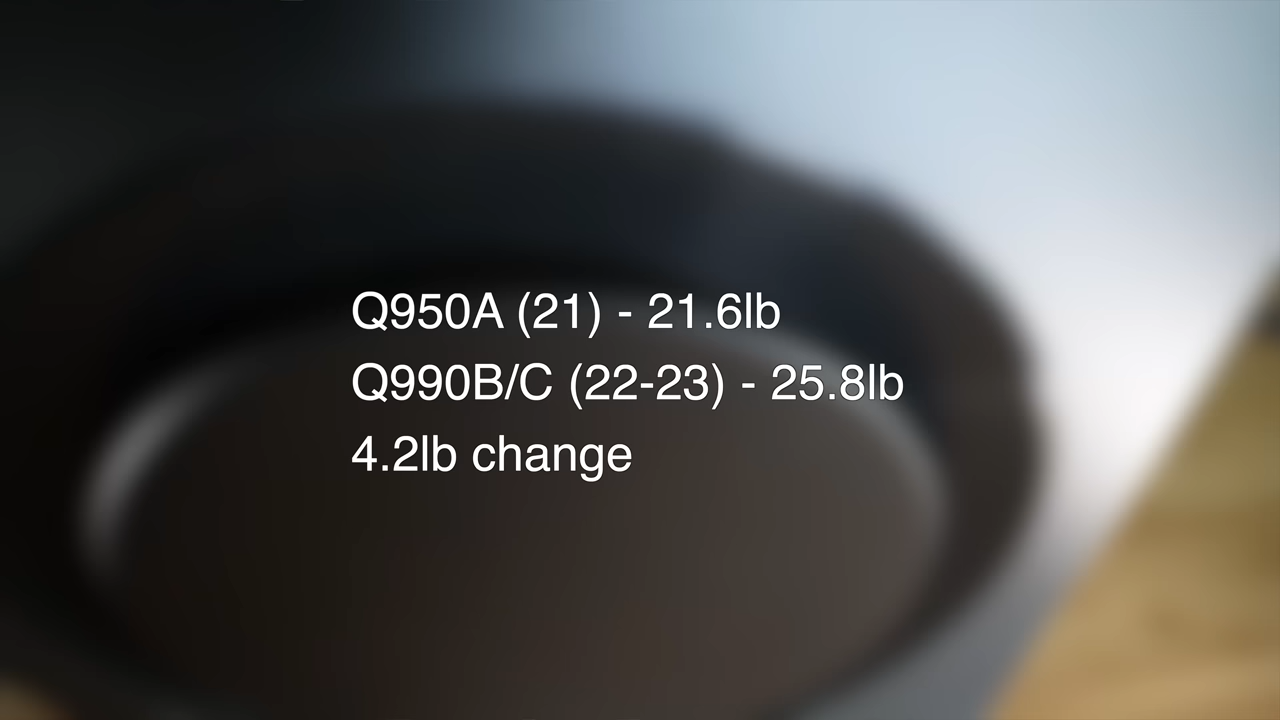 Q950A (21) - 21.6lb
Q990B/C (22-23) - 25.8lb
4.2lb change